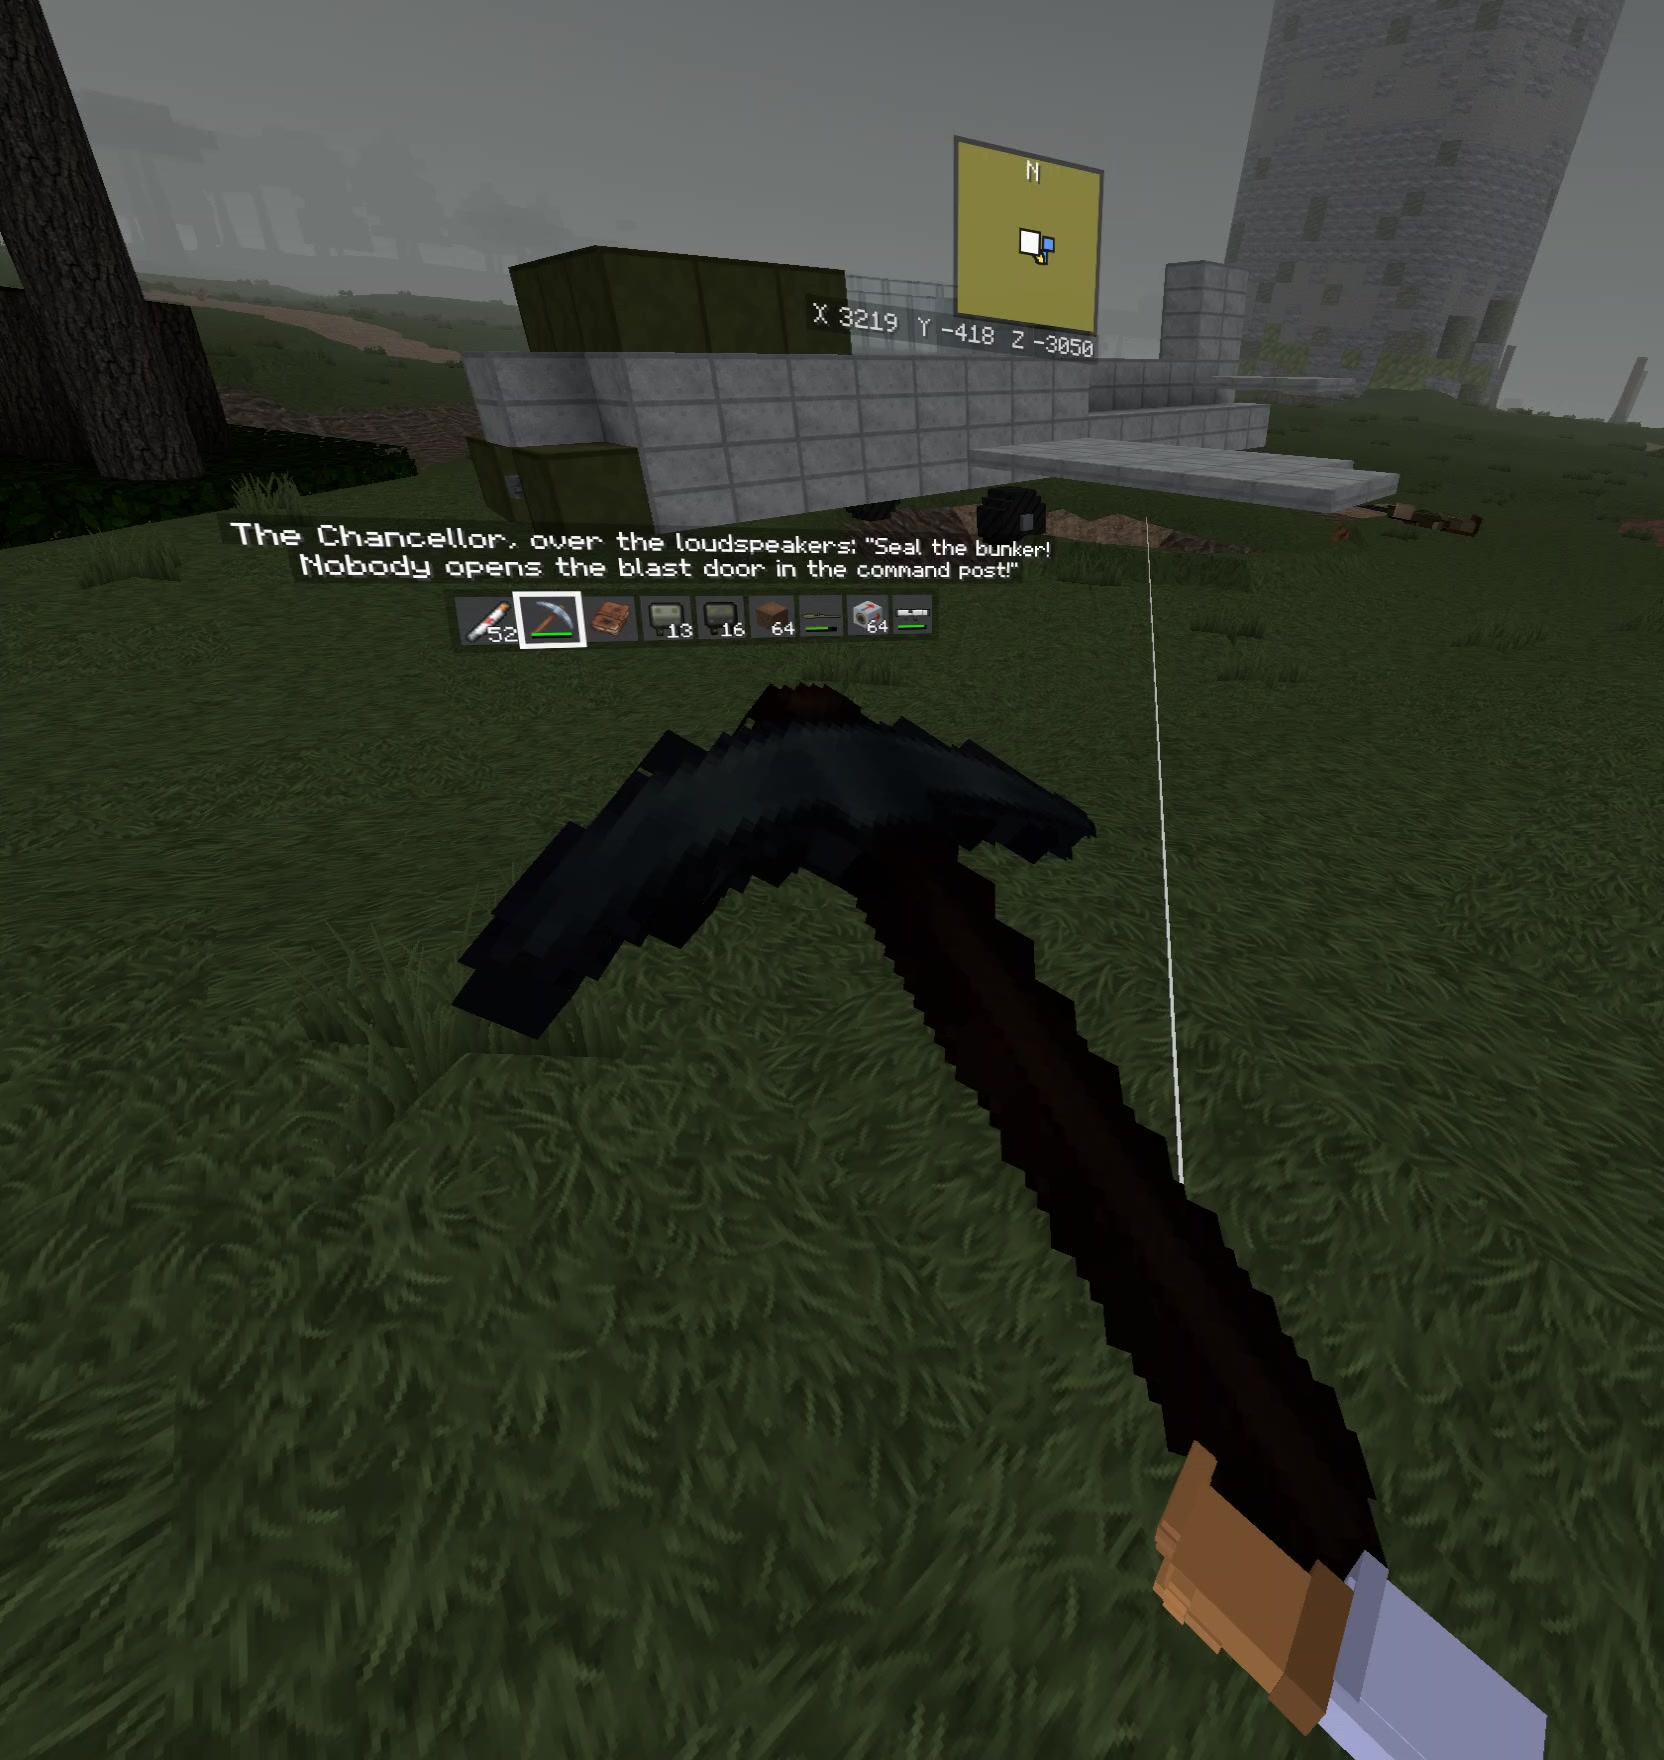 N
X 3219 Y -418 Z -3050
The Chancellor, over the loudspeakers: "Seal the bunker!
Nobody opens the blast door in the command post!"
52 13 16 64 64